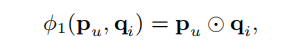 ϕ₁(𝐩ᵤ, 𝐪ᵢ) = 𝐩ᵤ ⊙ 𝐪ᵢ,